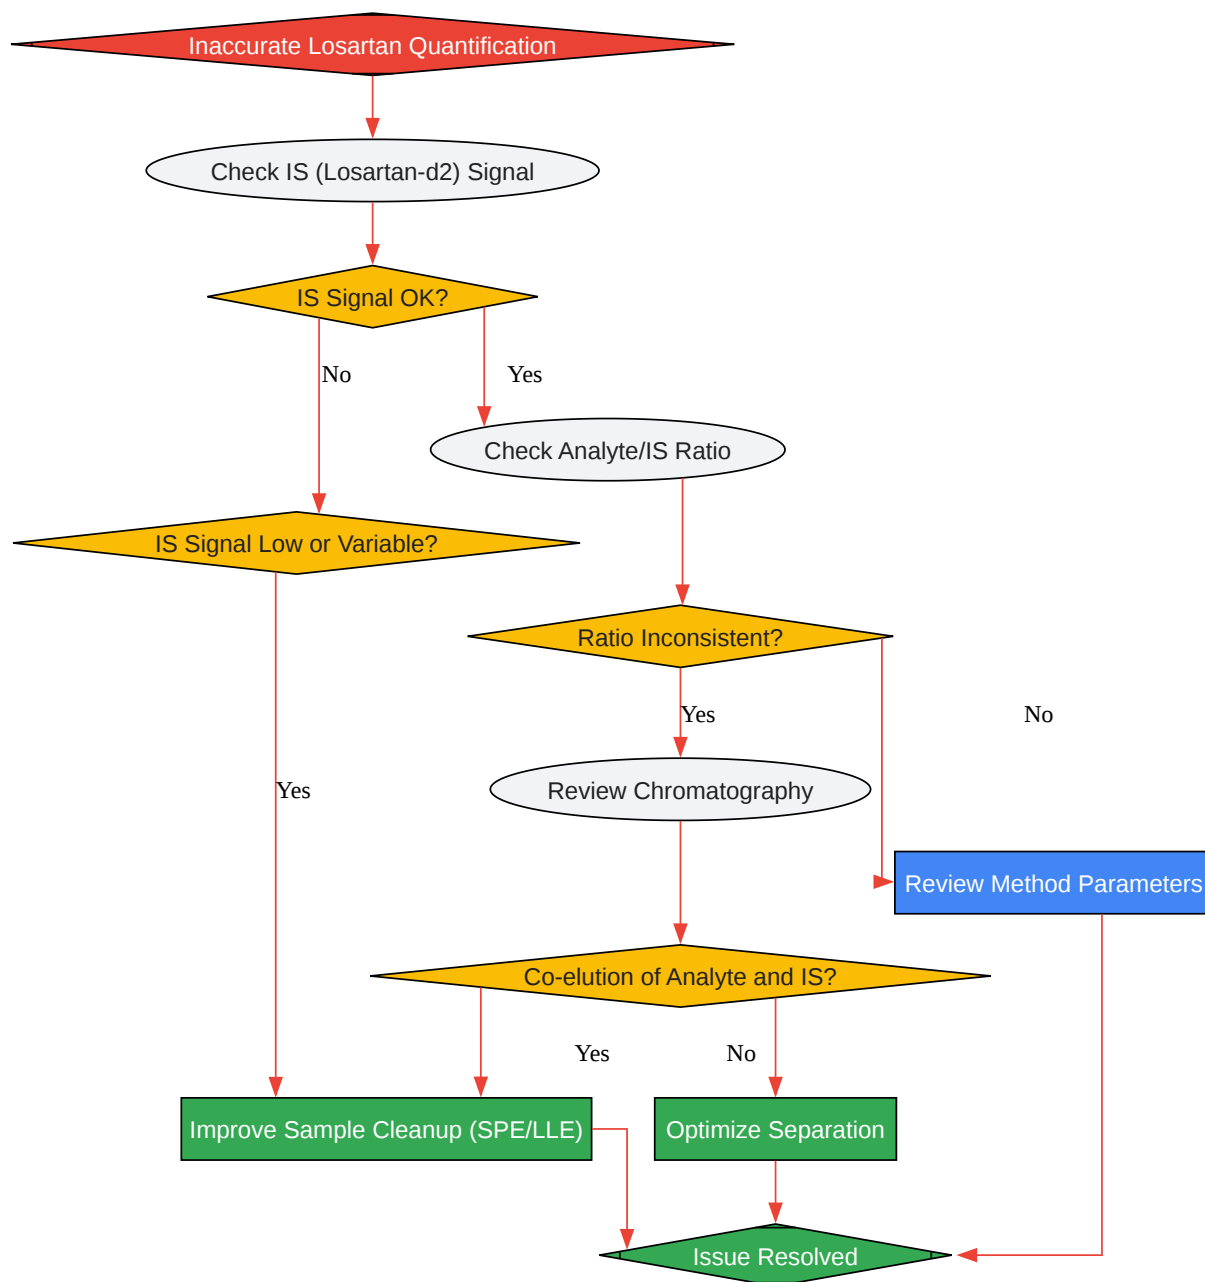 Inaccurate Losartan Quantification
Check IS (Losartan-d2) Signal
IS Signal OK?
No
Yes
Check Analyte/IS Ratio
IS Signal Low or Variable?
Ratio Inconsistent?
Yes
No
Yes
Review Chromatography
Review Method Parameters
Co-elution of Analyte and IS?
Yes
No
Improve Sample Cleanup (SPE/LLE)
Optimize Separation
Issue Resolved